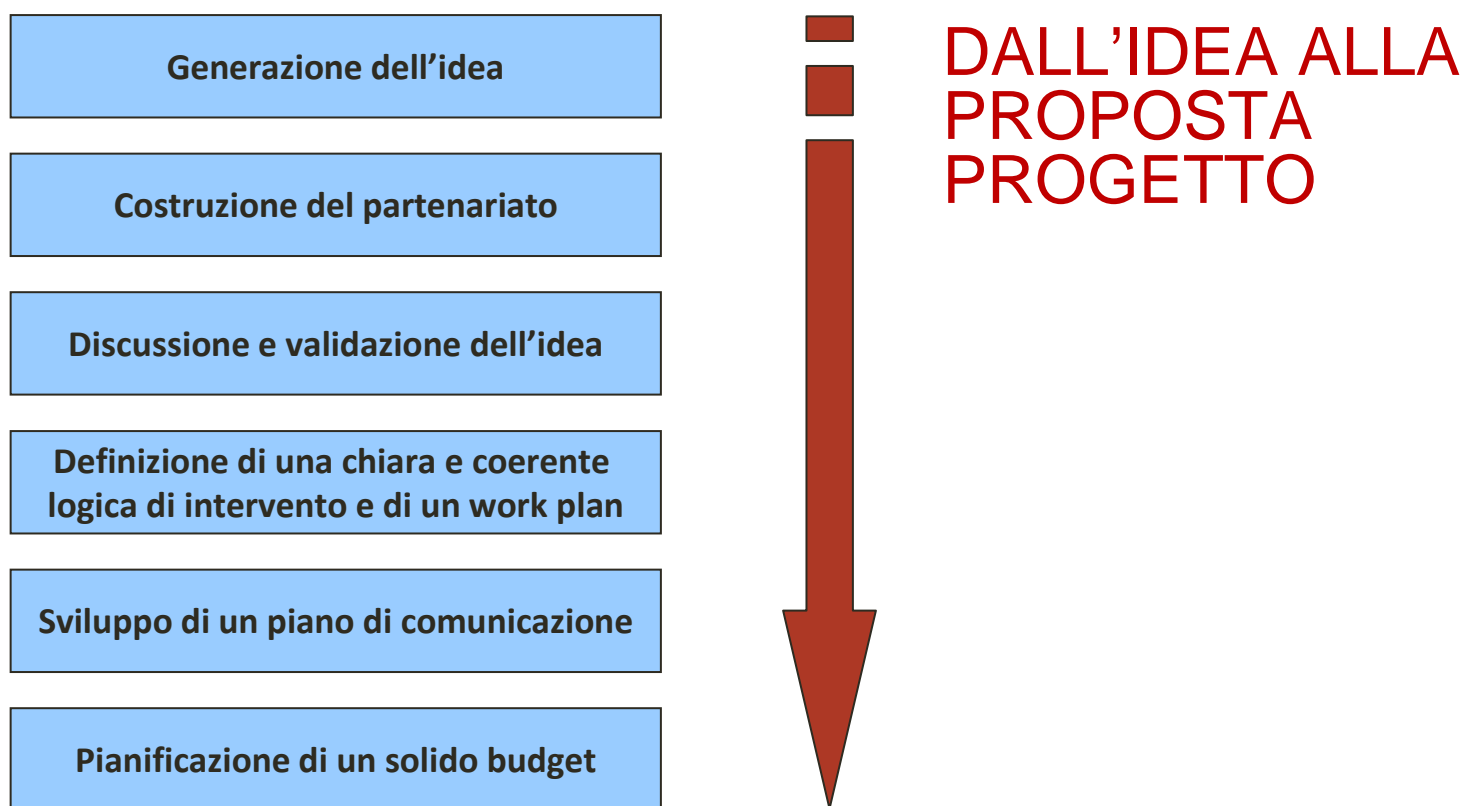 Generazione dell’idea
Costruzione del partenariato
Discussione e validazione dell’idea
Definizione di una chiara e coerente
logica di intervento e di un work plan
Sviluppo di un piano di comunicazione
Pianificazione di un solido budget
DALL’IDEA ALLA
PROPOSTA
PROGETTO